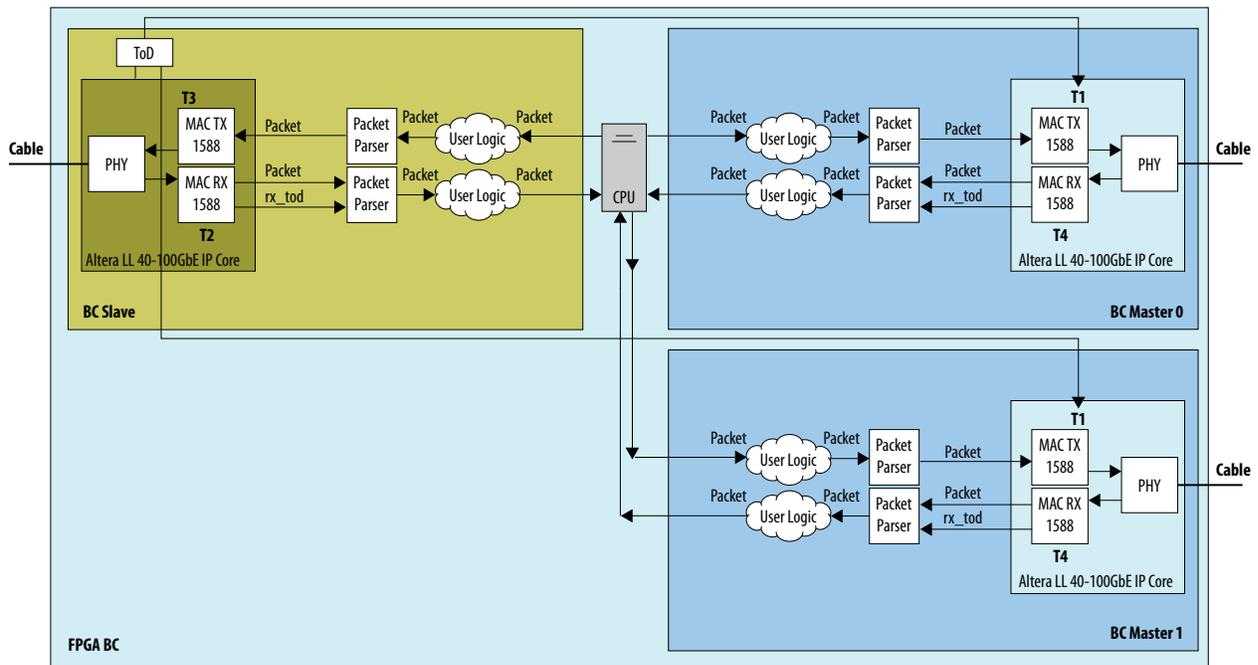 ToD
T3
T1
MAC TX
1588
Packet
Packet
Parser
Packet
User Logic
Packet
Packet
User Logic
Packet
Packet
Parser
Packet
MAC TX
1588
Cable
PHY
CPU
PHY
Cable
MAC RX
1588
Packet
rx_tod
Packet
Parser
Packet
User Logic
Packet
Packet
User Logic
Packet
Packet
Parser
Packet
rx_tod
MAC RX
1588
T2
T4
Altera LL 40-100GbE IP Core
Altera LL 40-100GbE IP Core
BC Slave
BC Master 0
T1
Packet
User Logic
Packet
Packet
Parser
Packet
MAC TX
1588
PHY
Cable
Packet
User Logic
Packet
Packet
Parser
Packet
rx_tod
MAC RX
1588
T4
Altera LL 40-100GbE IP Core
BC Master 1
FPGA BC